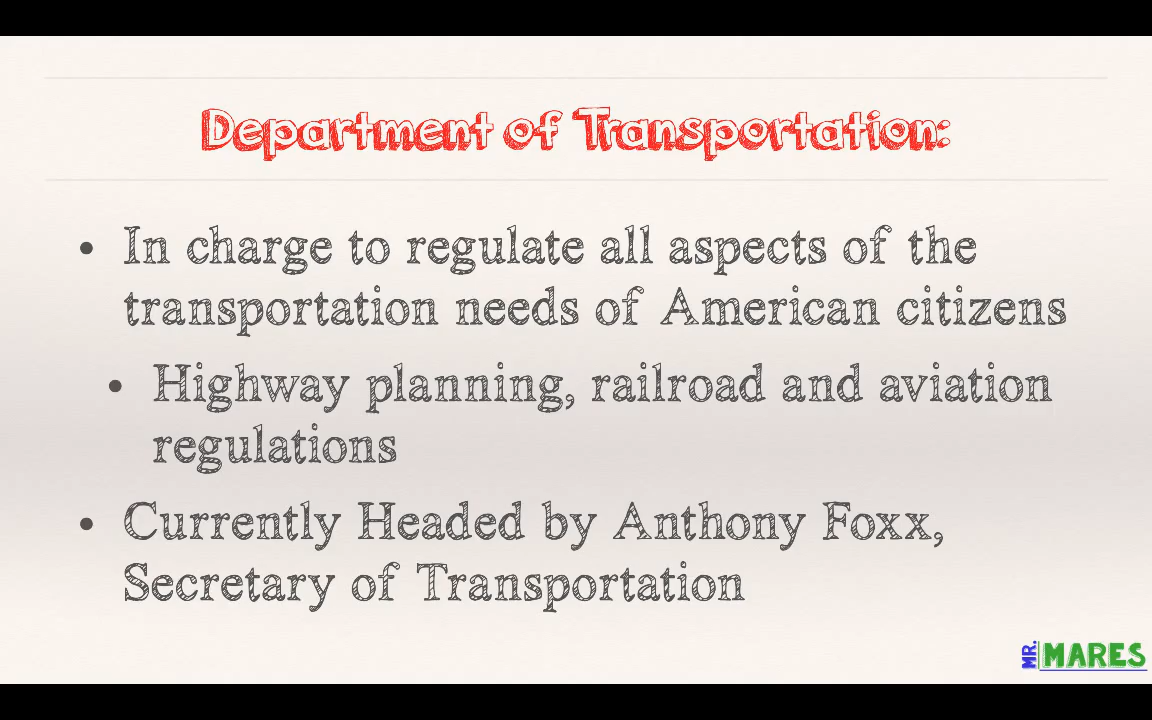 Department of Transportation:
• In charge to regulate all aspects of the
transportation needs of American citizens
• Highway planning, railroad and aviation
regulations
• Currently Headed by Anthony Foxx,
Secretary of Transportation
MR. MARES